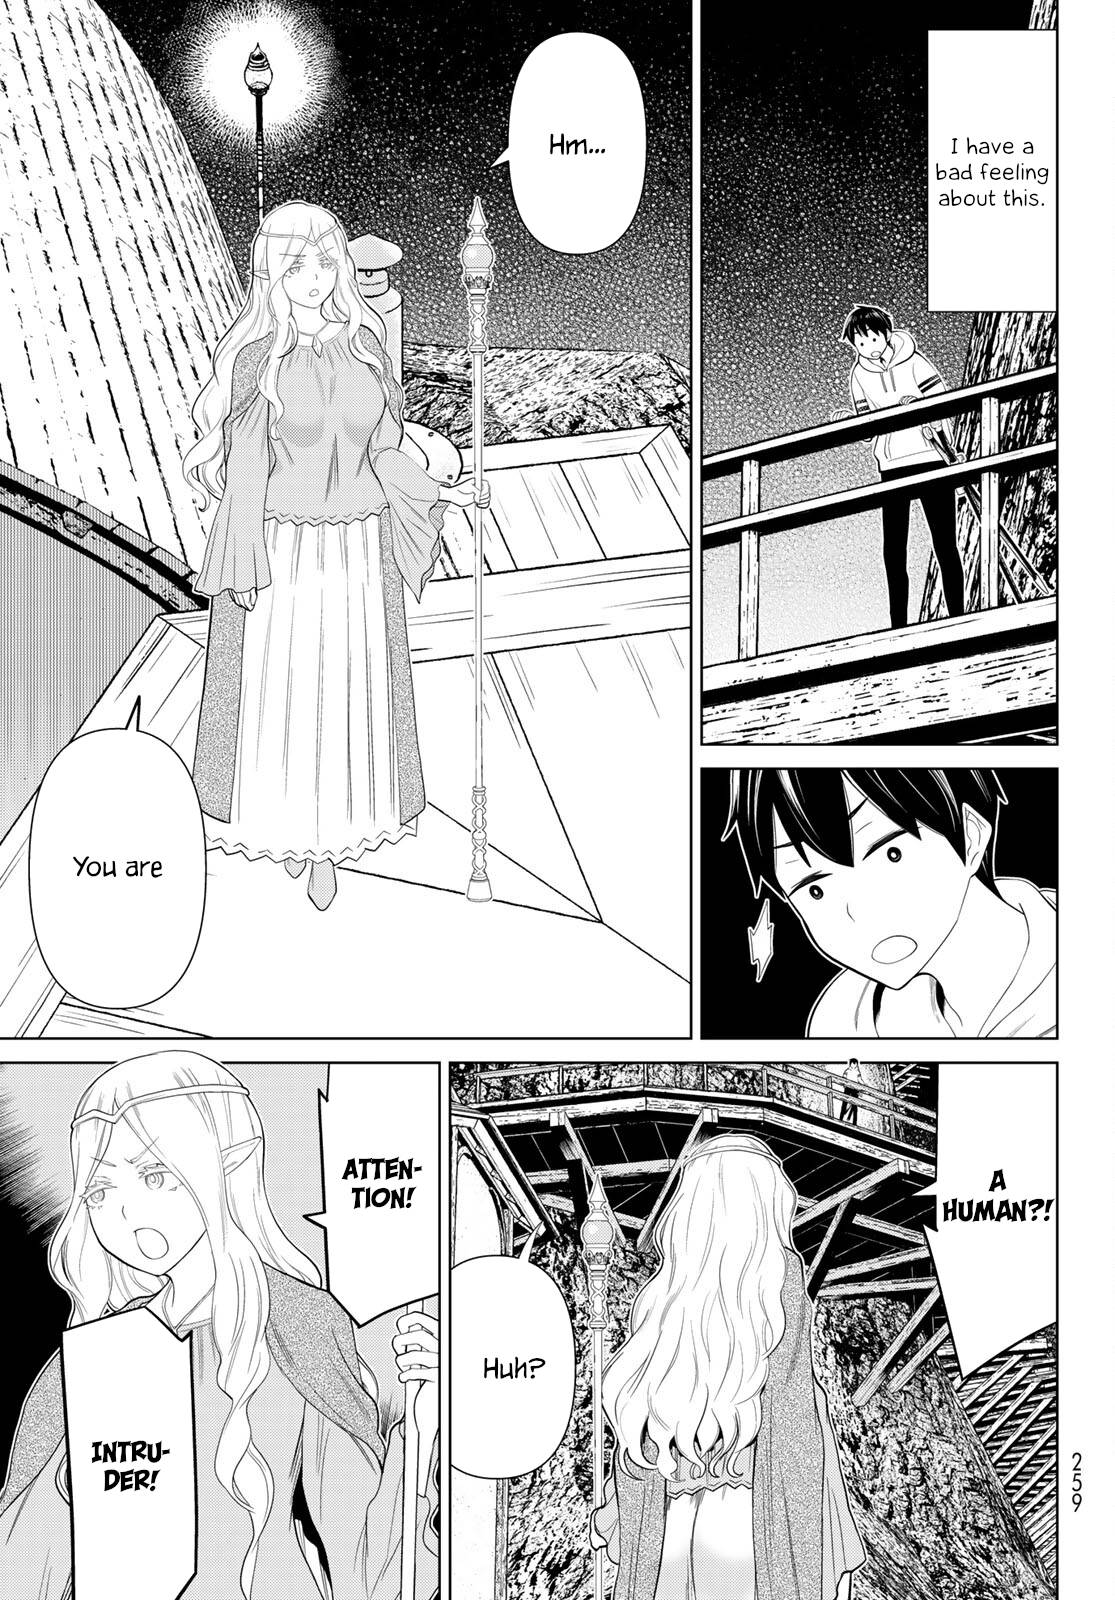 I have a
bad feeling
about this.
Hm...
You are
A
HUMAN?!
Huh?
ATTEN-
TION!
INTRU-
DER!
259